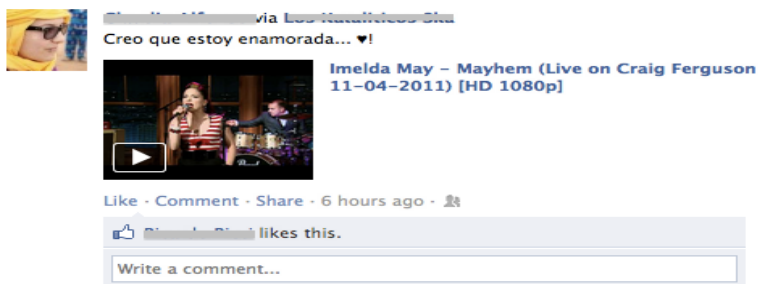 via
Creo que estoy enamorada... ♥!
Imelda May – Mayhem (Live on Craig Ferguson
11-04-2011) [HD 1080p]
Like · Comment · Share · 6 hours ago ·
likes this.
Write a comment...